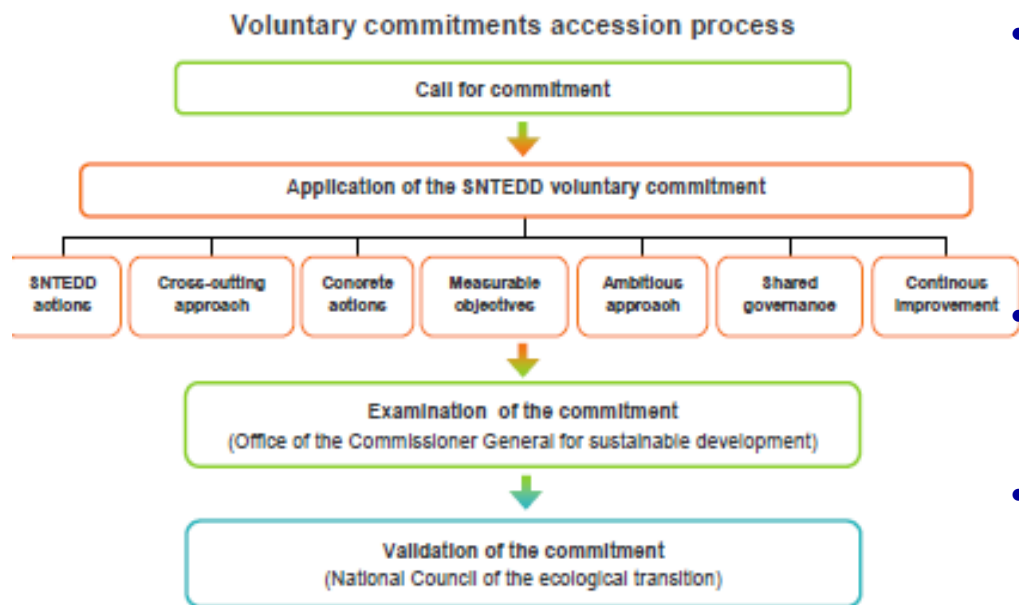 Voluntary commitments accession process
Call for commitment
Application of the SNTEDD voluntary commitment
SNTEDD
actions
Cross-cutting
approach
Concrete
actions
Measurable
objectives
Ambitious
approach
Shared
governance
Continous
improvement
Examination of the commitment
(Office of the Commissioner General for sustainable development)
Validation of the commitment
(National Council of the ecological transition)